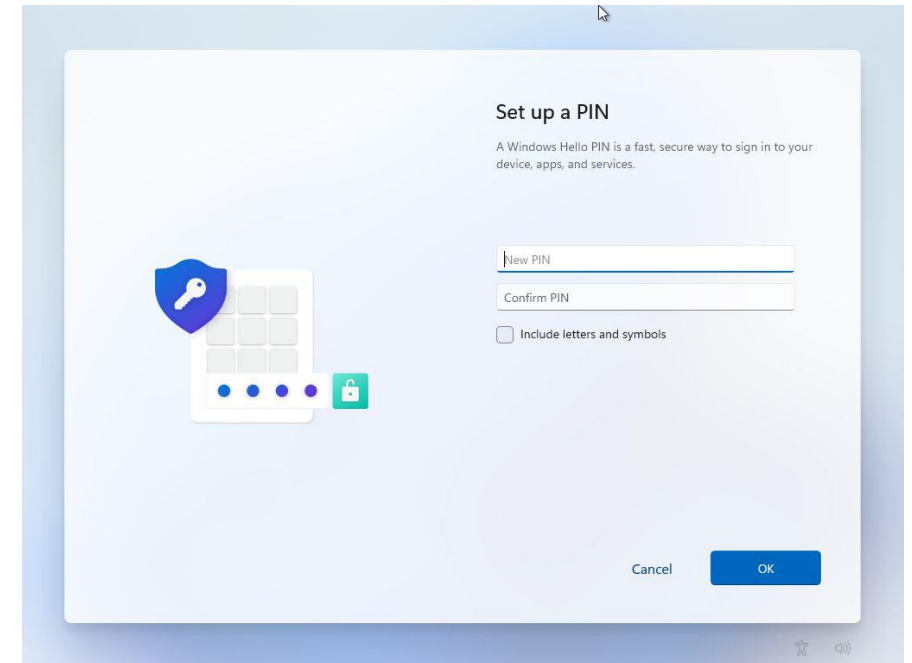 Set up a PIN
A Windows Hello PIN is a fast, secure way to sign in to your
device, apps, and services.
New PIN
Confirm PIN
Include letters and symbols
Cancel
OK